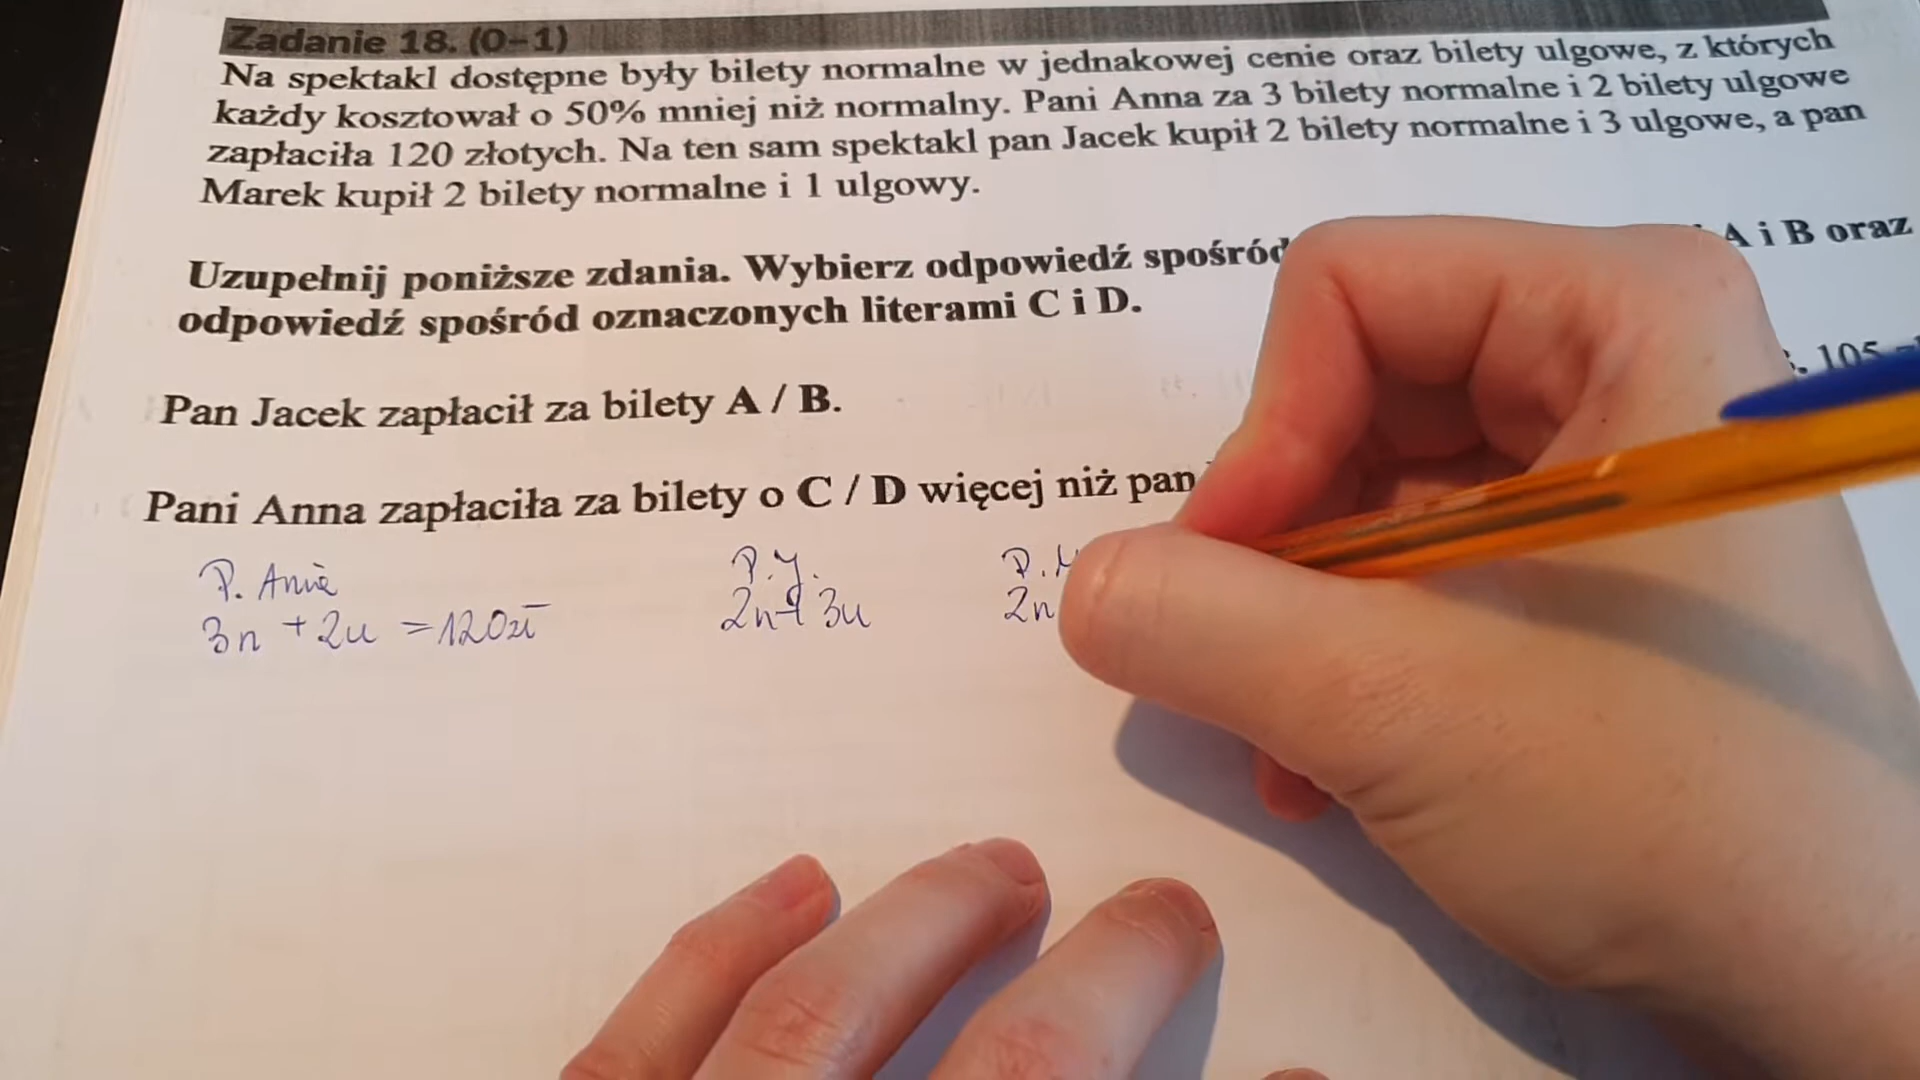 Zadanie 18. (0–1)
Na spektakl dostępne były bilety normalne w jednakowej cenie oraz bilety ulgowe, z których
każdy kosztował o 50% mniej niż normalny. Pani Anna za 3 bilety normalne i 2 bilety ulgowe
zapłaciła 120 złotych. Na ten sam spektakl pan Jacek kupił 2 bilety normalne i 3 ulgowe, a pan
Marek kupił 2 bilety normalne i 1 ulgowy.
Uzupełnij poniższe zdania. Wybierz odpowiedź spośród A i B oraz
odpowiedź spośród oznaczonych literami C i D.
105
Pan Jacek zapłacił za bilety A / B.
Pani Anna zapłaciła za bilety o C / D więcej niż pan
P. Ania P.J. P.
3n + 2u = 120zł 2n + 3u 2n